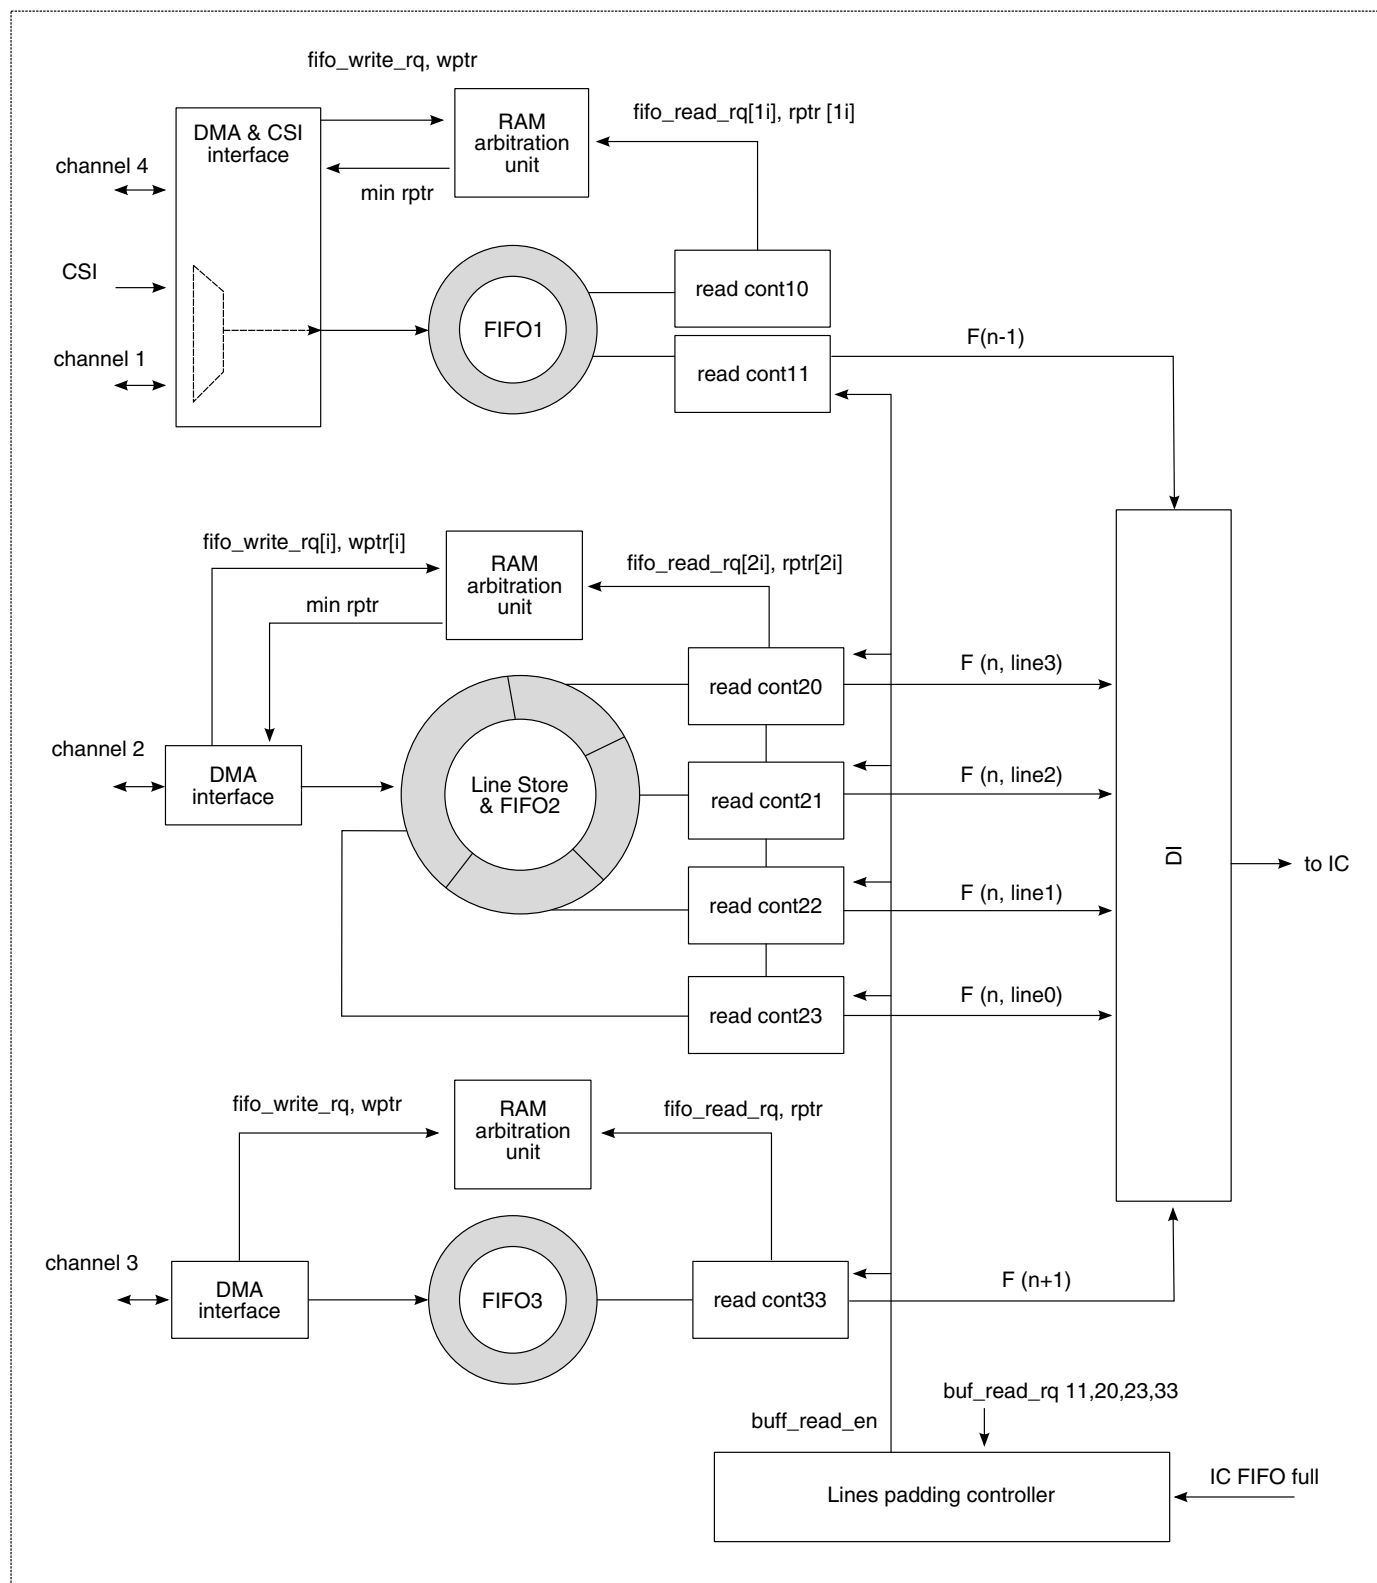 fifo_write_rq, wptr
RAM
arbitration
unit
fifo_read_rq[1i], rptr [1i]
DMA & CSI
interface
channel 4
min rptr
CSI
read cont10
FIFO1
F(n-1)
channel 1
read cont11
fifo_write_rq[i], wptr[i]
RAM
arbitration
unit
fifo_read_rq[2i], rptr[2i]
min rptr
read cont20
F (n, line3)
channel 2
DMA
interface
Line Store
& FIFO2
read cont21
F (n, line2)
DI
to IC
read cont22
F (n, line1)
read cont23
F (n, line0)
fifo_write_rq, wptr
RAM
arbitration
unit
fifo_read_rq, rptr
channel 3
DMA
interface
FIFO3
read cont33
F (n+1)
buf_read_rq 11,20,23,33
buff_read_en
Lines padding controller
IC FIFO full